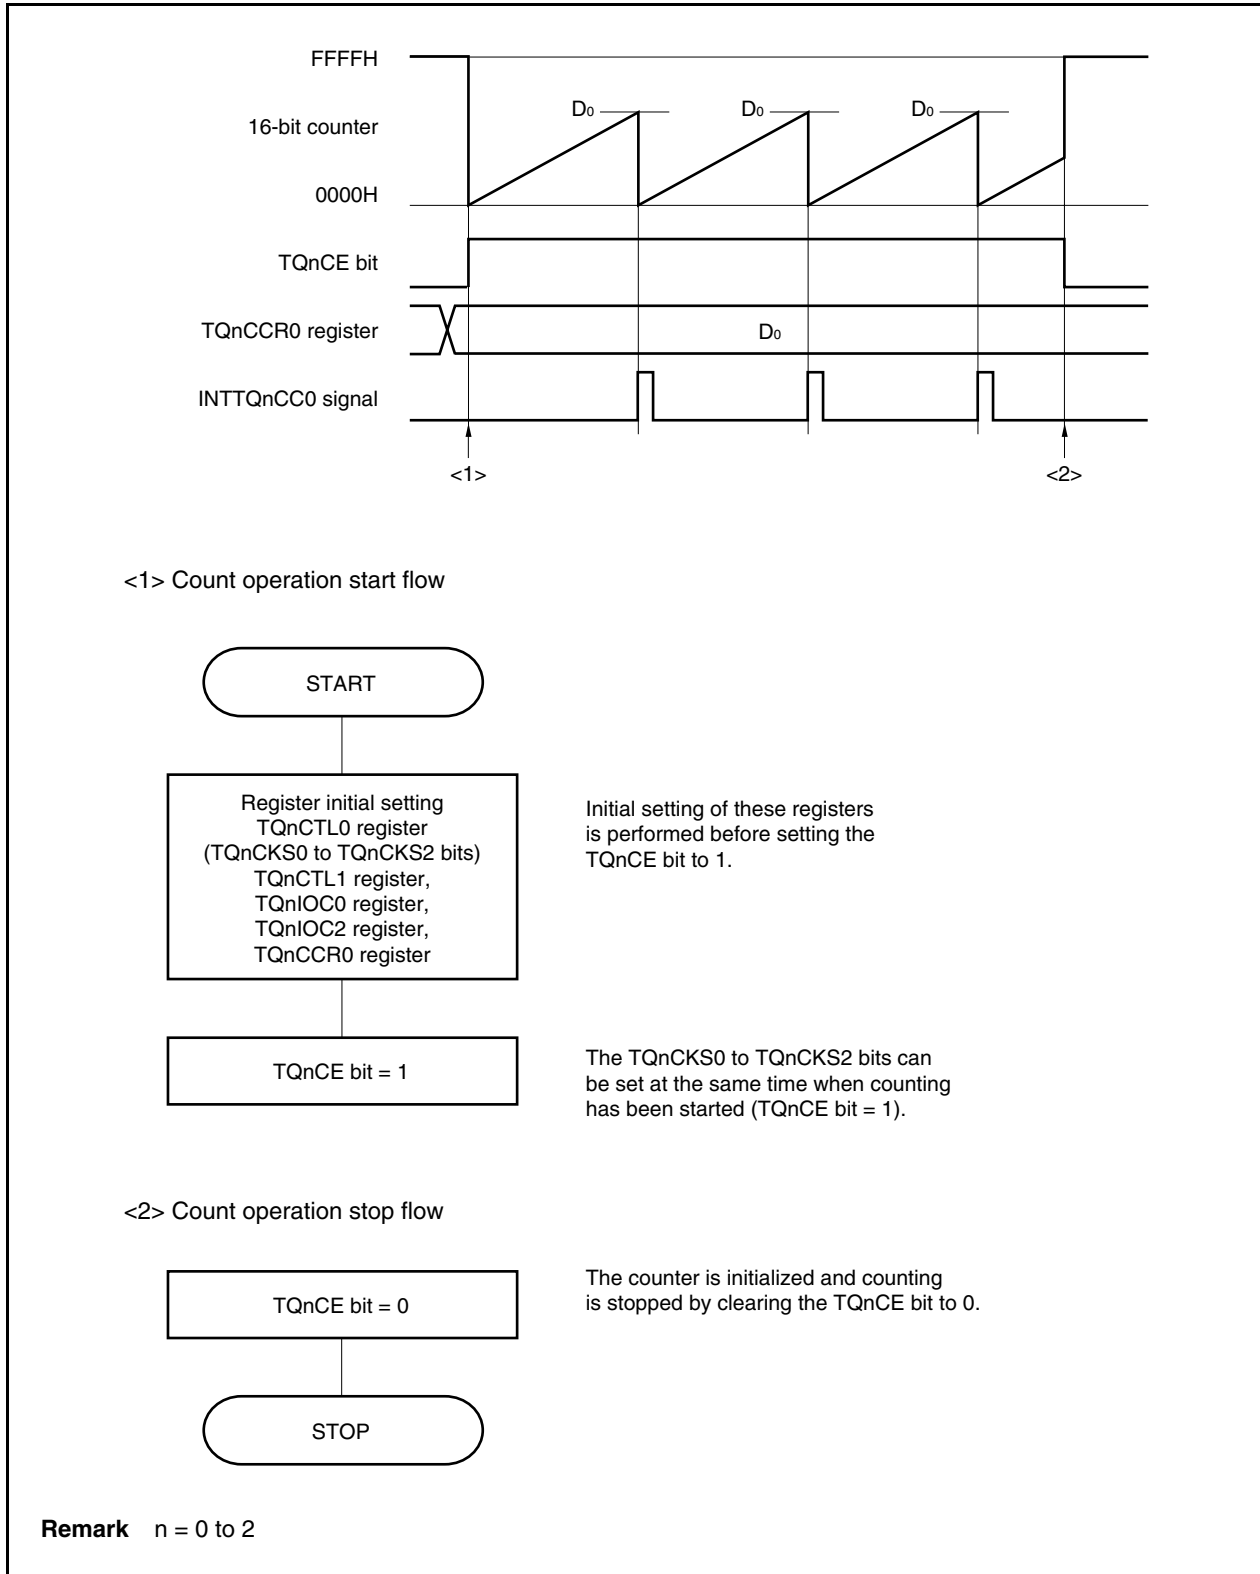 FFFFH
D0 D0 D0
16-bit counter
0000H
TQnCE bit
TQnCCR0 register D0
INTTQnCC0 signal
<1> <2>
<1> Count operation start flow
START
Register initial setting
TQnCTL0 register
(TQnCKS0 to TQnCKS2 bits)
TQnCTL1 register,
TQnIOC0 register,
TQnIOC2 register,
TQnCCR0 register
Initial setting of these registers
is performed before setting the
TQnCE bit to 1.
TQnCE bit = 1
The TQnCKS0 to TQnCKS2 bits can
be set at the same time when counting
has been started (TQnCE bit = 1).
<2> Count operation stop flow
TQnCE bit = 0
The counter is initialized and counting
is stopped by clearing the TQnCE bit to 0.
STOP
Remark n = 0 to 2